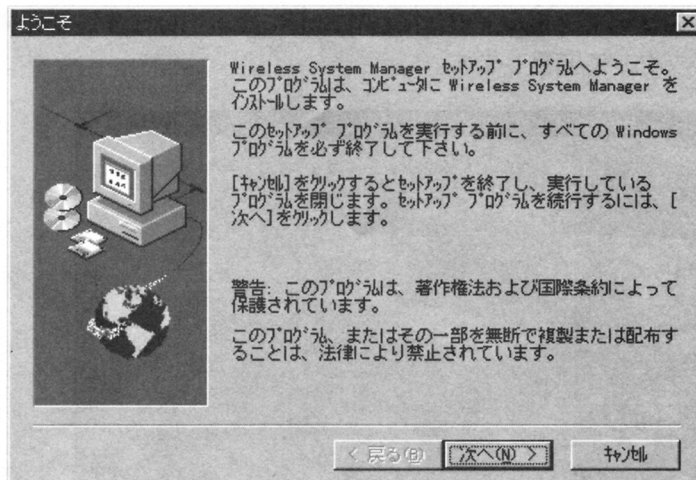 ようこそ
Wireless System Manager ｾｯﾄｱｯﾌﾟ ﾌﾟﾛｸﾞﾗﾑへようこそ。
このﾌﾟﾛｸﾞﾗﾑは、ｺﾝﾋﾟｭｰﾀに Wireless System Manager を
ｲﾝｽﾄｰﾙします。
このｾｯﾄｱｯﾌﾟ ﾌﾟﾛｸﾞﾗﾑを実行する前に、すべての Windows
ﾌﾟﾛｸﾞﾗﾑを必ず終了して下さい。
[ｷｬﾝｾﾙ]をｸﾘｯｸするとｾｯﾄｱｯﾌﾟを終了し、実行している
ﾌﾟﾛｸﾞﾗﾑを閉じます。ｾｯﾄｱｯﾌﾟ ﾌﾟﾛｸﾞﾗﾑを続行するには、[
次へ]をｸﾘｯｸします。
警告: このﾌﾟﾛｸﾞﾗﾑは、著作権法および国際条約によって
保護されています。
このﾌﾟﾛｸﾞﾗﾑ、またはその一部を無断で複製または配布す
ることは、法律により禁止されています。
< 戻る(B) 次へ(N) > ｷｬﾝｾﾙ